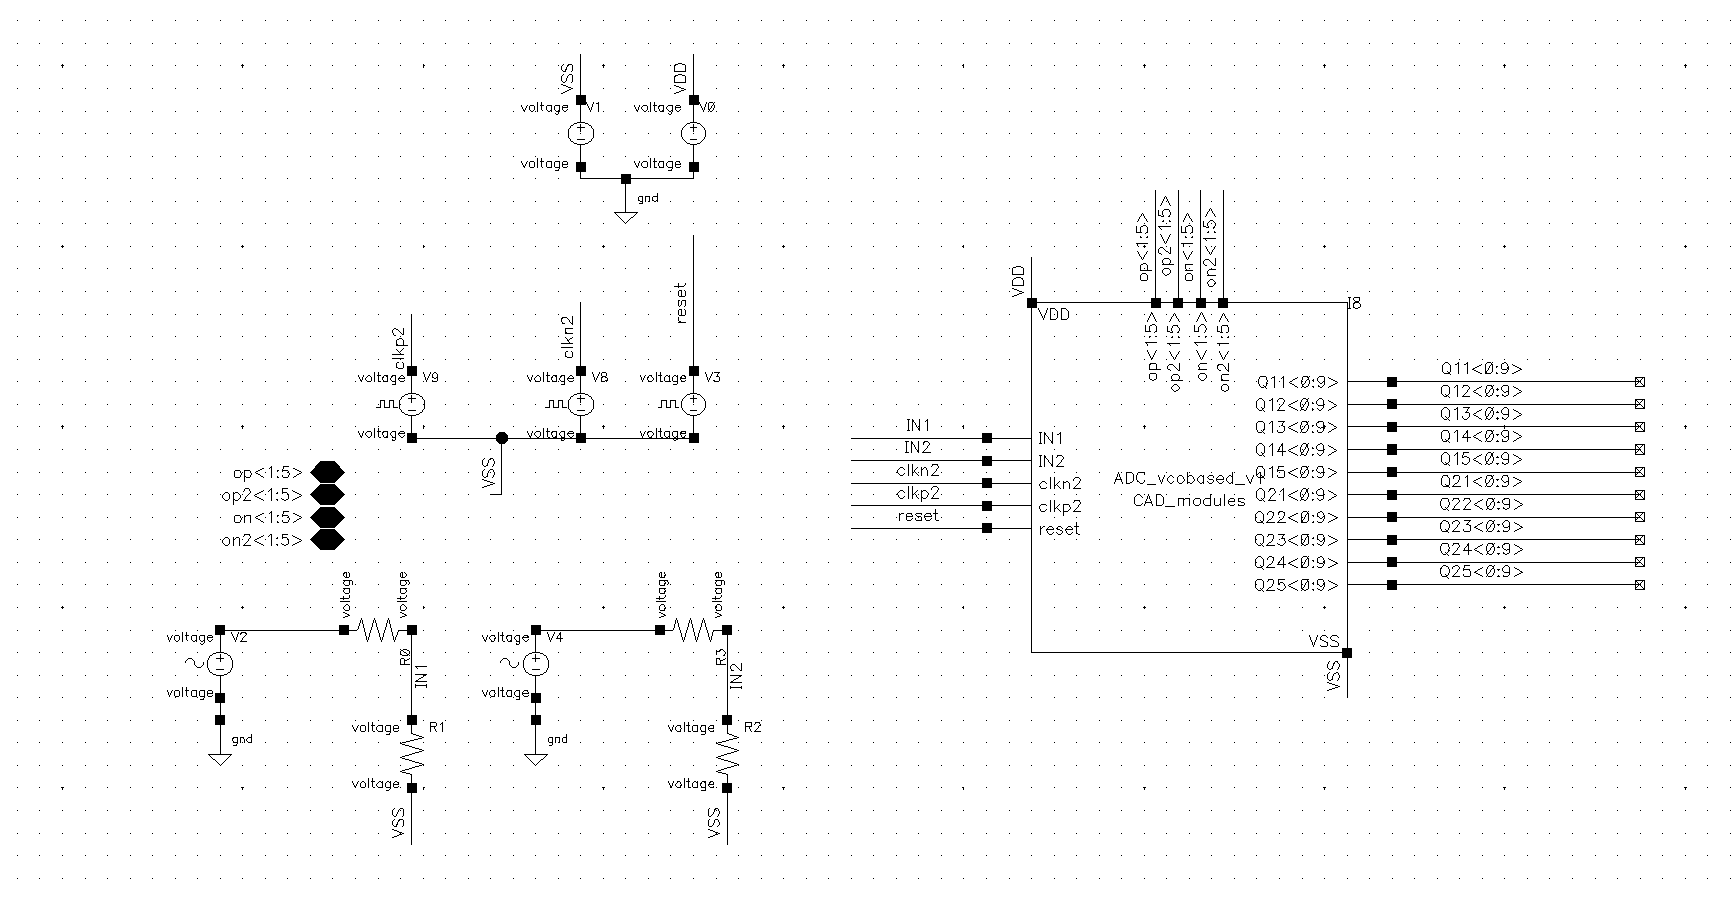 VSS
VDD
voltage V1
voltage V0
voltage
voltage
gnd
clkp2
clkn2
reset
voltage V9
voltage V8
voltage V3
voltage
voltage
voltage
VSS
op<1:5>
op2<1:5>
on<1:5>
on2<1:5>
voltage
voltage
voltage
voltage
voltage V2
R0
IN1
voltage V4
R3
IN2
voltage
voltage
gnd
gnd
voltage R1
voltage R2
voltage
voltage
VSS
VSS
op<1:5>
op2<1:5>
on<1:5>
on2<1:5>
VDD
VDD
I8
op<1:5>
op2<1:5>
on<1:5>
on2<1:5>
IN1
IN1
IN2
IN2
clkn2
clkn2
clkp2
clkp2
reset
reset
ADC_vcobased_v1
CAD_modules
Q11<0:9>
Q12<0:9>
Q13<0:9>
Q14<0:9>
Q15<0:9>
Q21<0:9>
Q22<0:9>
Q23<0:9>
Q24<0:9>
Q25<0:9>
Q11<0:9>
Q12<0:9>
Q13<0:9>
Q14<0:9>
Q15<0:9>
Q21<0:9>
Q22<0:9>
Q23<0:9>
Q24<0:9>
Q25<0:9>
VSS
VSS